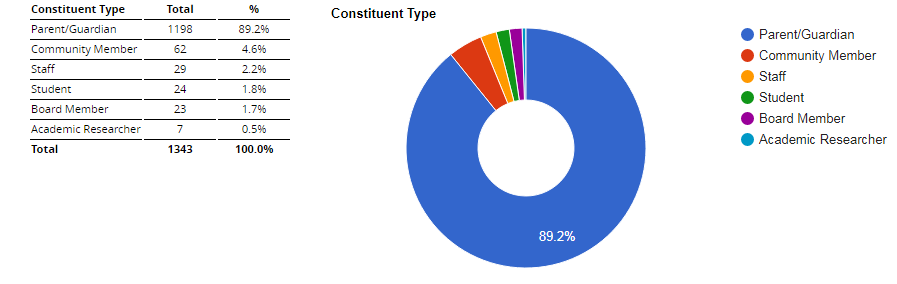 Constituent Type Total %
Parent/Guardian 1198 89.2%
Community Member 62 4.6%
Staff 29 2.2%
Student 24 1.8%
Board Member 23 1.7%
Academic Researcher 7 0.5%
Total 1343 100.0%
Constituent Type
89.2%
Parent/Guardian
Community Member
Staff
Student
Board Member
Academic Researcher